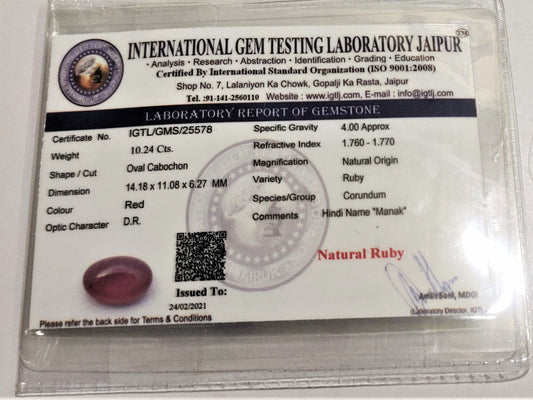 INTERNATIONAL GEM TESTING LABORATORY JAIPUR
TM
· Analysis · Research · Abstraction · Identification · Grading · Education
Certified By International Standard Organization (ISO 9001:2008)
Shop No. 7, Lalaniyon Ka Chowk, Gopalji Ka Rasta, Jaipur
Tel. :91-141-2560110 Website : www.igtlj.com, E-mail : info@igtlj.com
LABORATORY REPORT OF GEMSTONE
Certificate No. IGTL/GMS/25578
Weight 10.24 Cts.
Shape / Cut Oval Cabochon
Dimension 14.18 x 11.08 x 6.27 MM
Colour Red
Optic Character D.R.
Specific Gravity 4.00 Approx
Refractive Index 1.760 - 1.770
Magnification Natural Origin
Variety Ruby
Species/Group Corundum
Comments Hindi Name "Manak"
Natural Ruby
Issued To:
24/02/2021
(Laboratory Director, IGTL)
Please refer the back side for Terms & Conditions